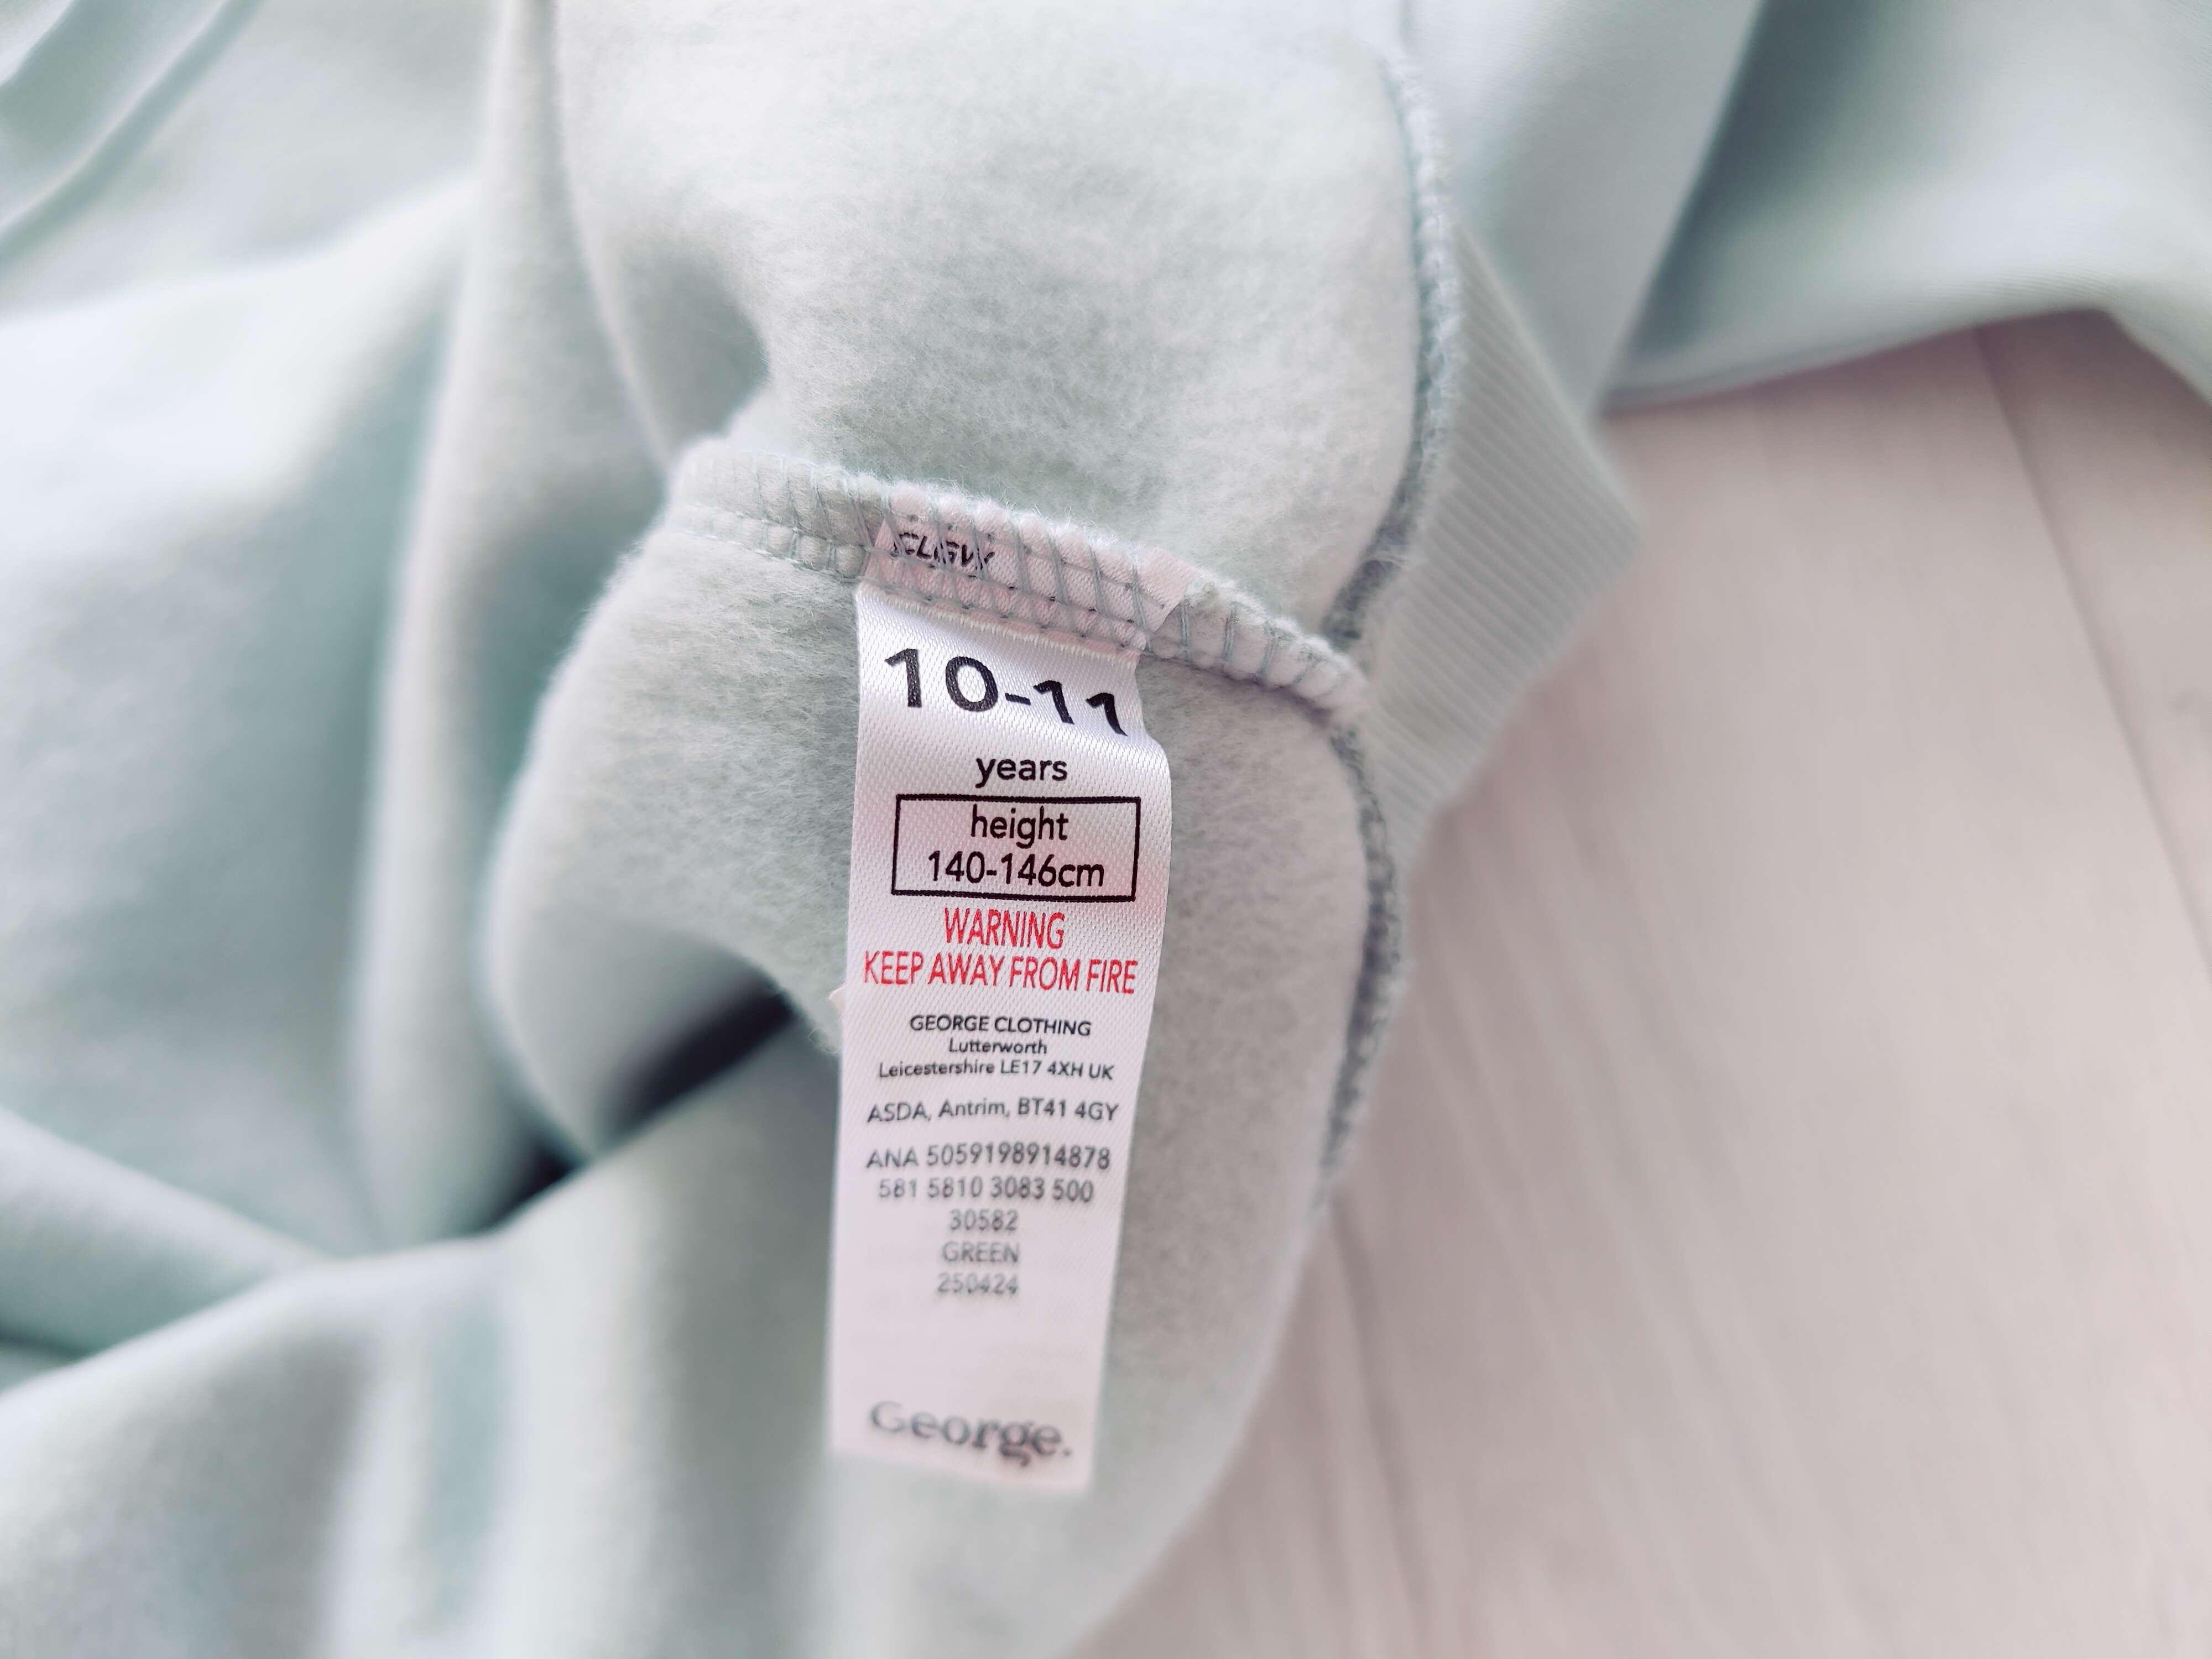 10-11
years
height
140-146cm
WARNING
KEEP AWAY FROM FIRE
GEORGE CLOTHING
Lutterworth
Leicestershire LE17 4XH UK
ASDA, Antrim, BT41 4GY
ANA 5059198914878
581 5810 3083 500
30582
GREEN
250424
George.